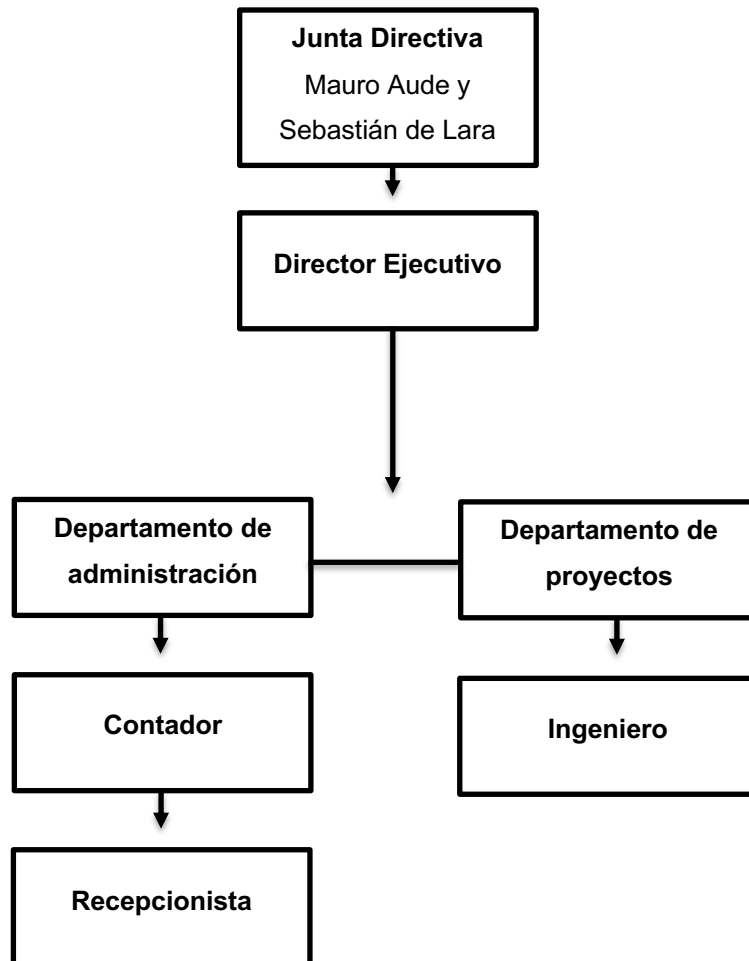 Junta Directiva
Mauro Aude y
Sebastián de Lara
Director Ejecutivo
Departamento de
administración
Departamento de
proyectos
Contador
Ingeniero
Recepcionista